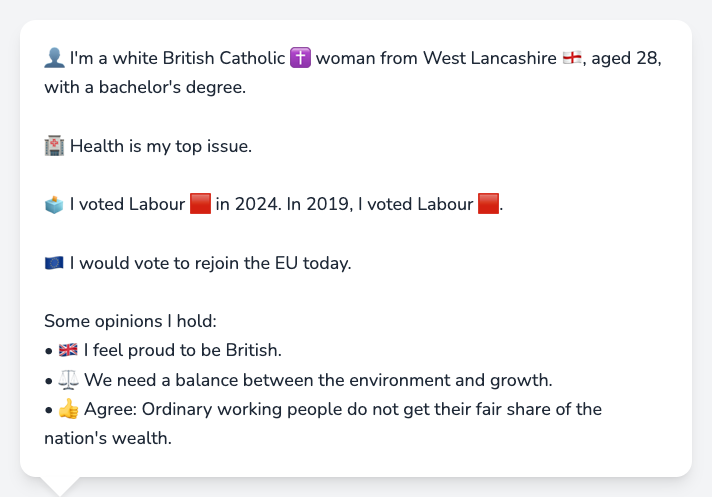 👤 I'm a white British Catholic ✝️ woman from West Lancashire 🏴󠁧󠁢󠁥󠁮󠁧󠁿, aged 28,
with a bachelor's degree.
🏥 Health is my top issue.
🗳️ I voted Labour 🟥 in 2024. In 2019, I voted Labour 🟥.
🇪🇺 I would vote to rejoin the EU today.
Some opinions I hold:
• 🇬🇧 I feel proud to be British.
• ⚖️ We need a balance between the environment and growth.
• 👍 Agree: Ordinary working people do not get their fair share of the
nation's wealth.